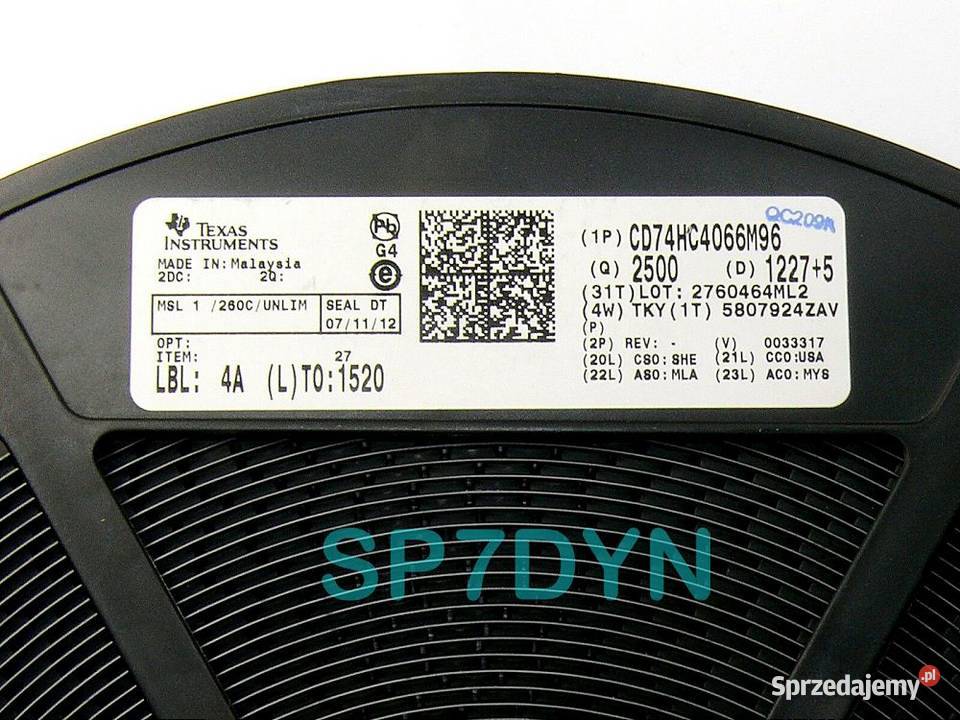 TEXAS
INSTRUMENTS
MADE IN: Malaysia
2DC: 2Q:
MSL 1 /260C/UNLIM
SEAL DT
07/11/12
OPT:
ITEM: 27
LBL: 4A (L)TO:1520
Pb
G4
e
QC209A
(1P) CD74HC4066M96
(Q) 2500 (D) 1227+5
(31T)LOT: 2760464ML2
(4W) TKY(1T) 5807924ZAV
(P)
(2P) REV: - (V) 0033317
(20L) CSO:SHE (21L) CCO:USA
(22L) ASO:MLA (23L) ACO:MYS
SP7DYN
Sprzedajemy.pl